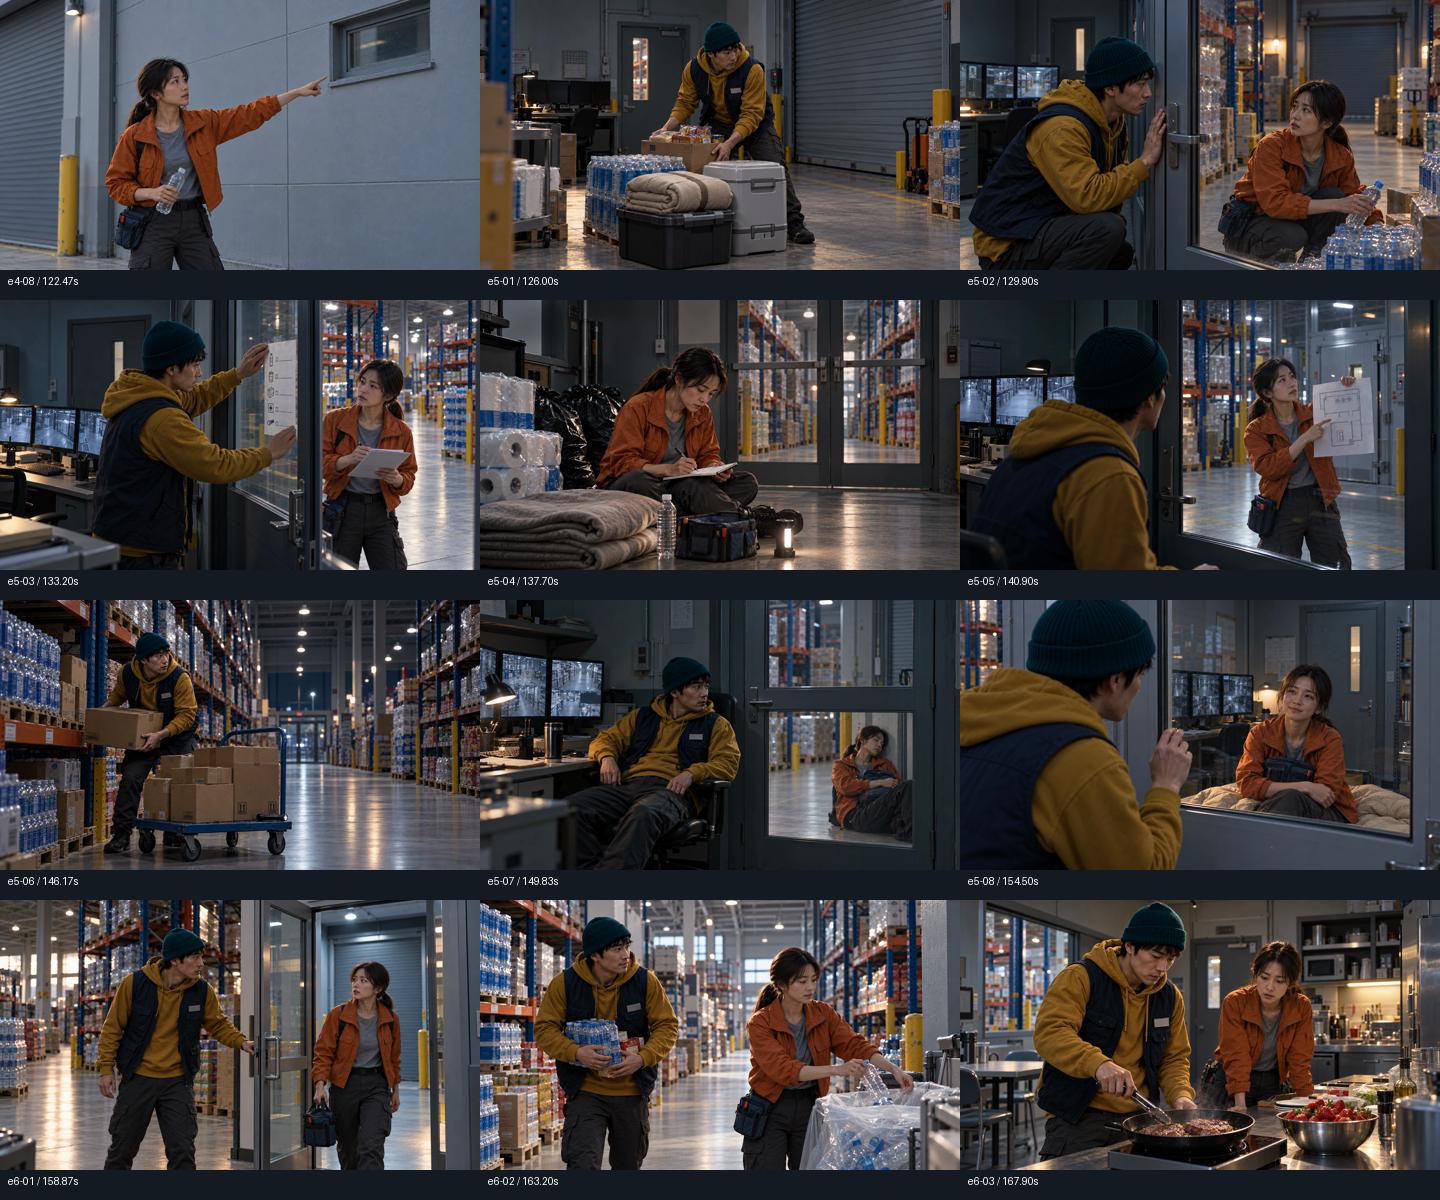 e4-08 / 122.47s
e5-01 / 126.00s
e5-02 / 129.90s
e5-03 / 133.20s
e5-04 / 137.70s
e5-05 / 140.90s
e5-06 / 146.17s
e5-07 / 149.83s
e5-08 / 154.50s
e6-01 / 158.87s
e6-02 / 163.20s
e6-03 / 167.90s